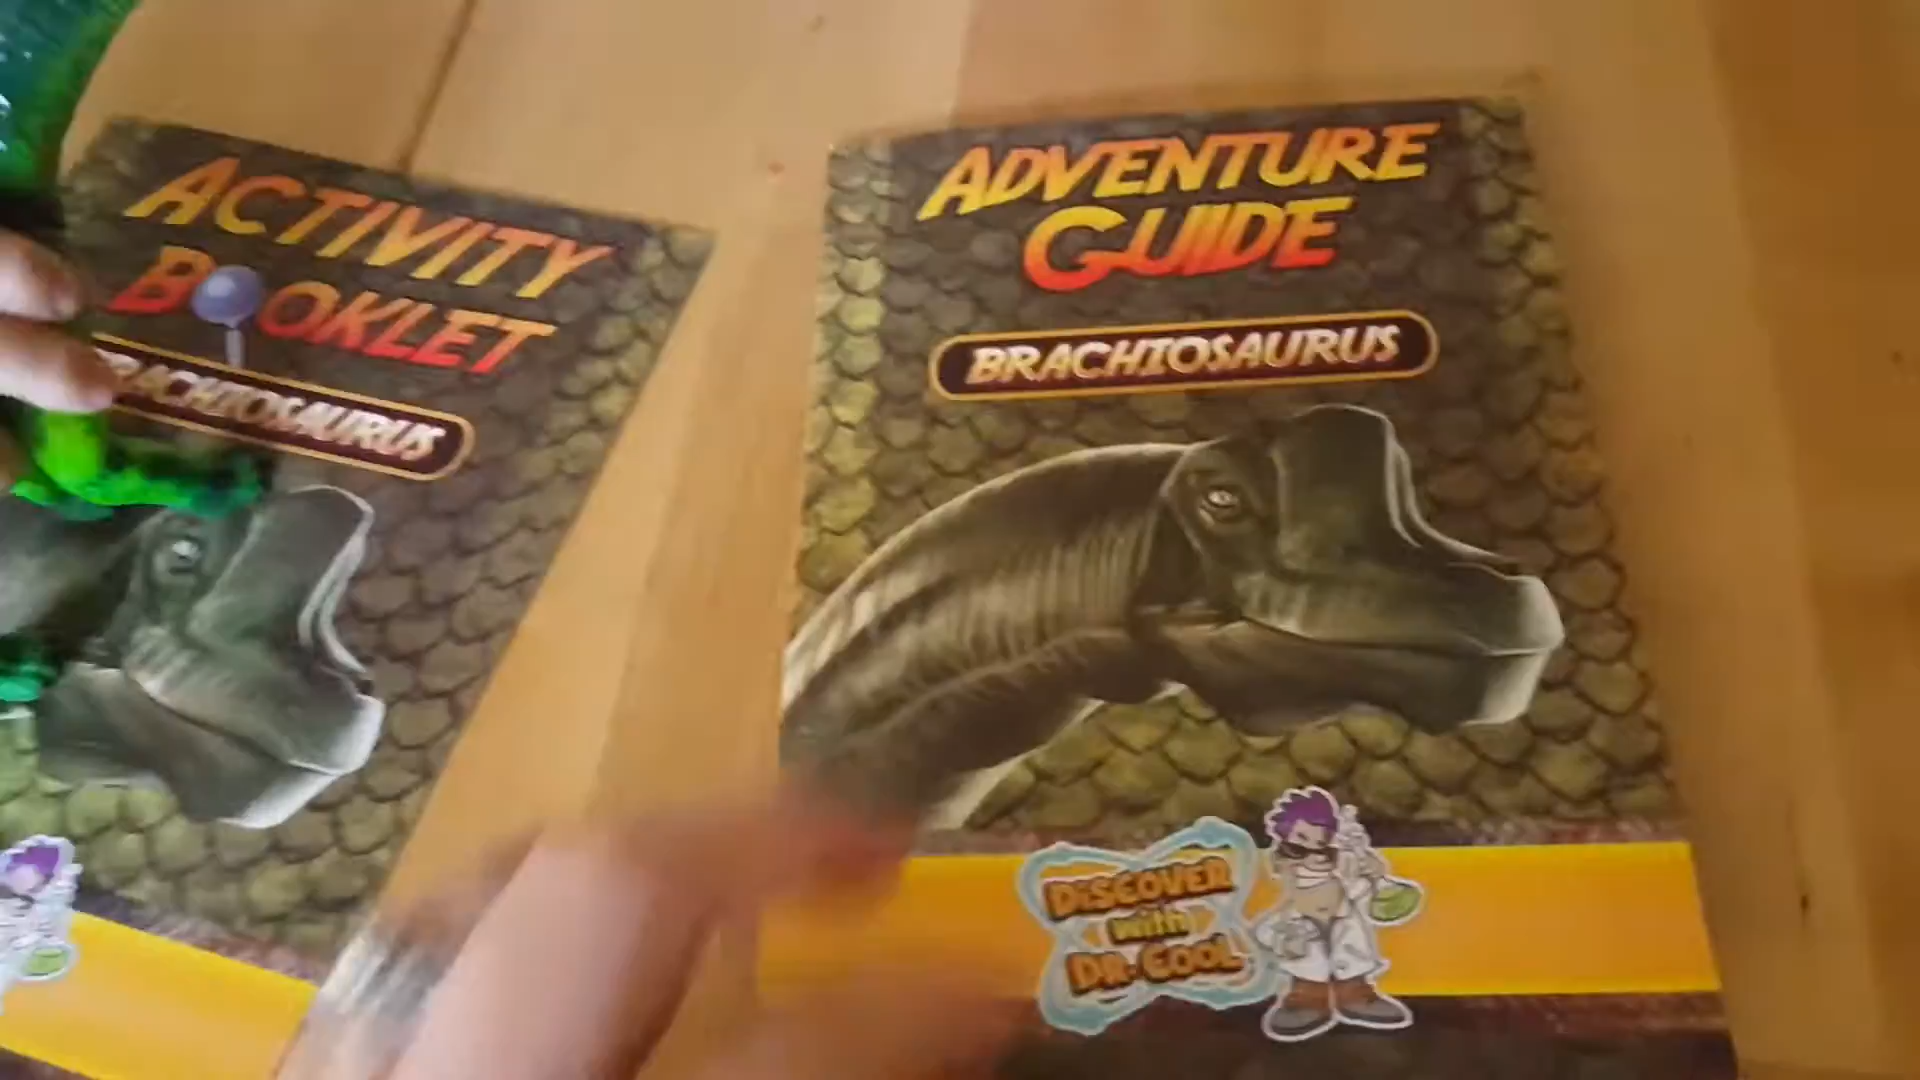 ACTIVITY
BOOKLET
BRACHIOSAURUS
ADVENTURE
GUIDE
BRACHIOSAURUS
DISCOVER
with
DR. COOL